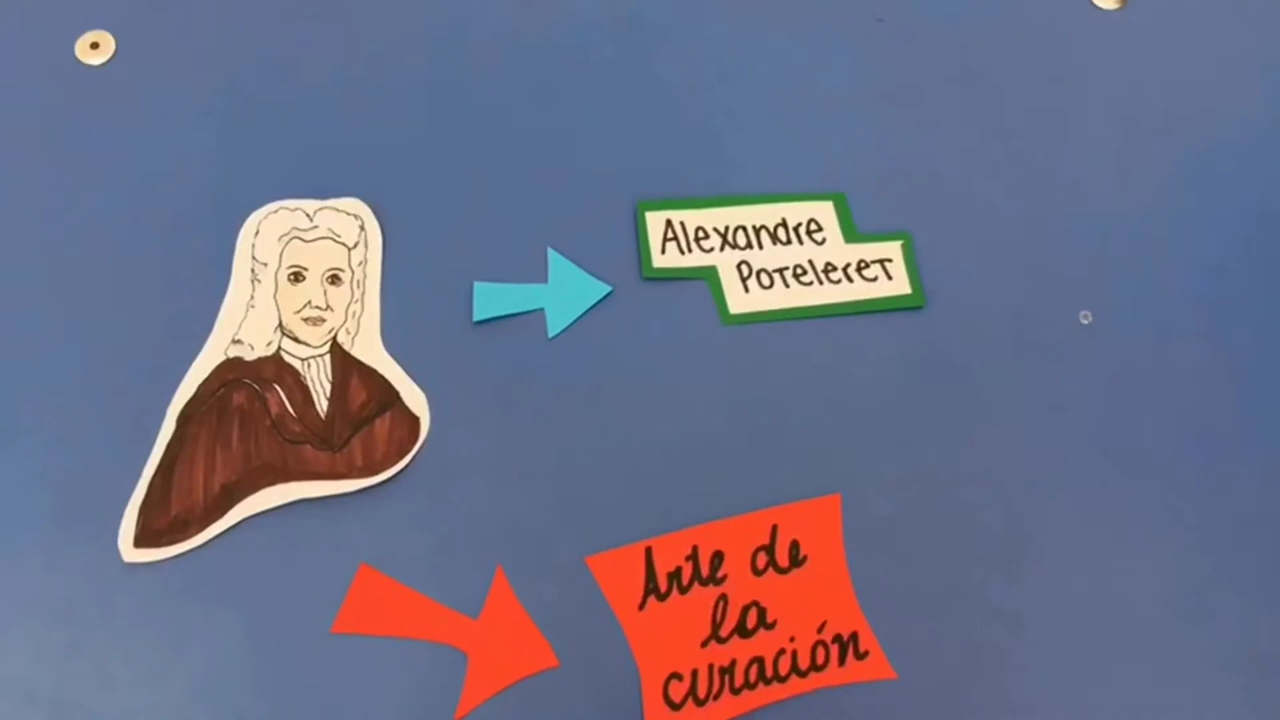 Alexandre
Poteleret
Arte de
la
curación